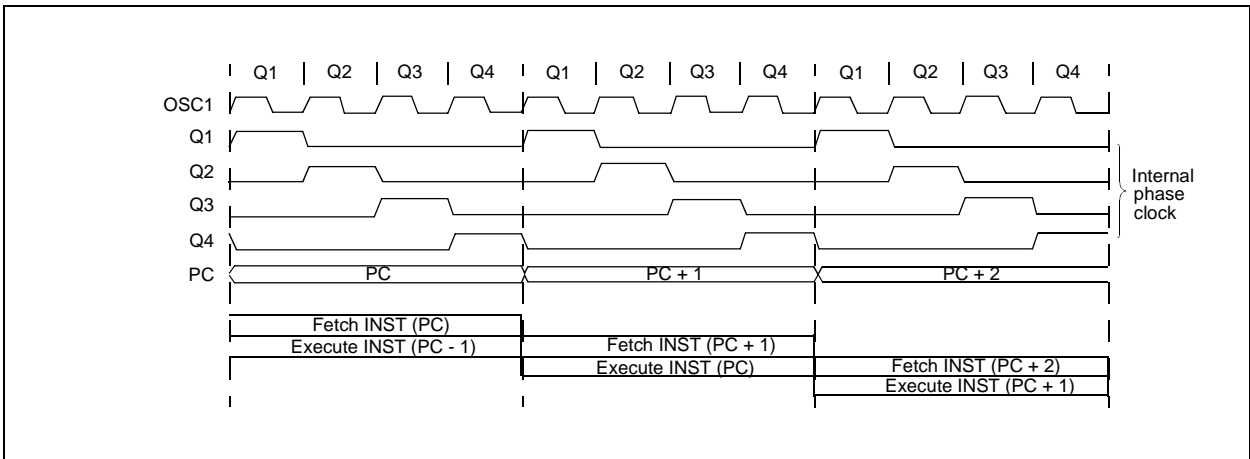 Q1 Q2 Q3 Q4 Q1 Q2 Q3 Q4 Q1 Q2 Q3 Q4
OSC1
Q1
Q2
Q3
Q4
Internal
phase
clock
PC PC PC + 1 PC + 2
Fetch INST (PC)
Execute INST (PC - 1) Fetch INST (PC + 1)
Execute INST (PC) Fetch INST (PC + 2)
Execute INST (PC + 1)